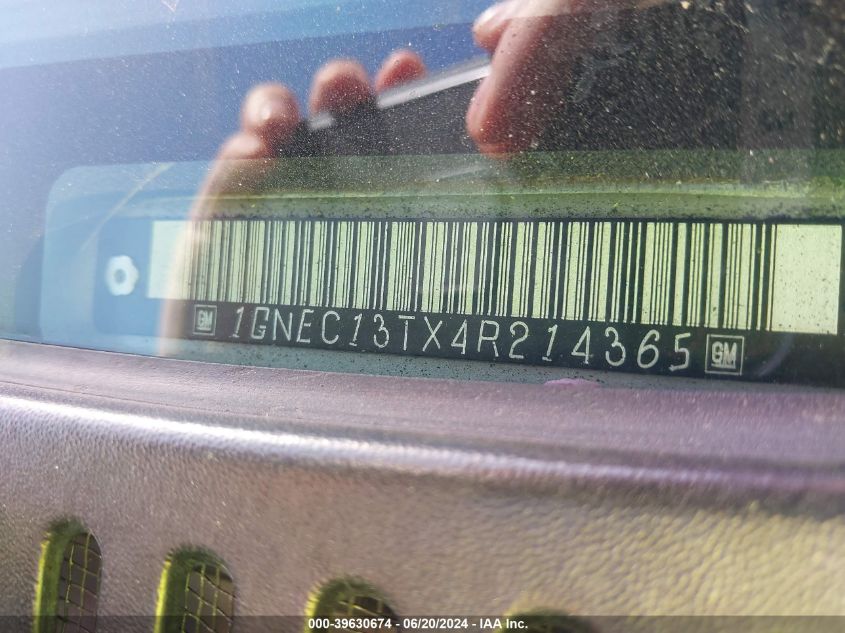 GM 1GNEC13TX4R214365 GM
000-39630674 / 06/20/2024 - IAA Inc.